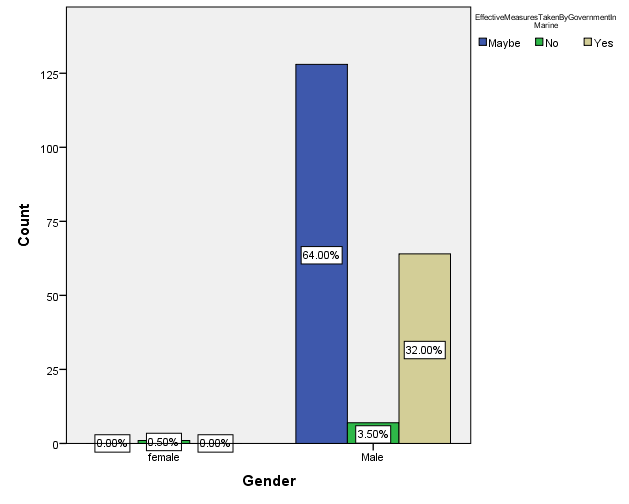 EffectiveMeasuresTakenByGovernmentIn
Marine
Maybe No Yes
125
100
75
50
25
0
Count
64.00%
32.00%
3.50%
0.00% 0.50% 0.00%
female Male
Gender